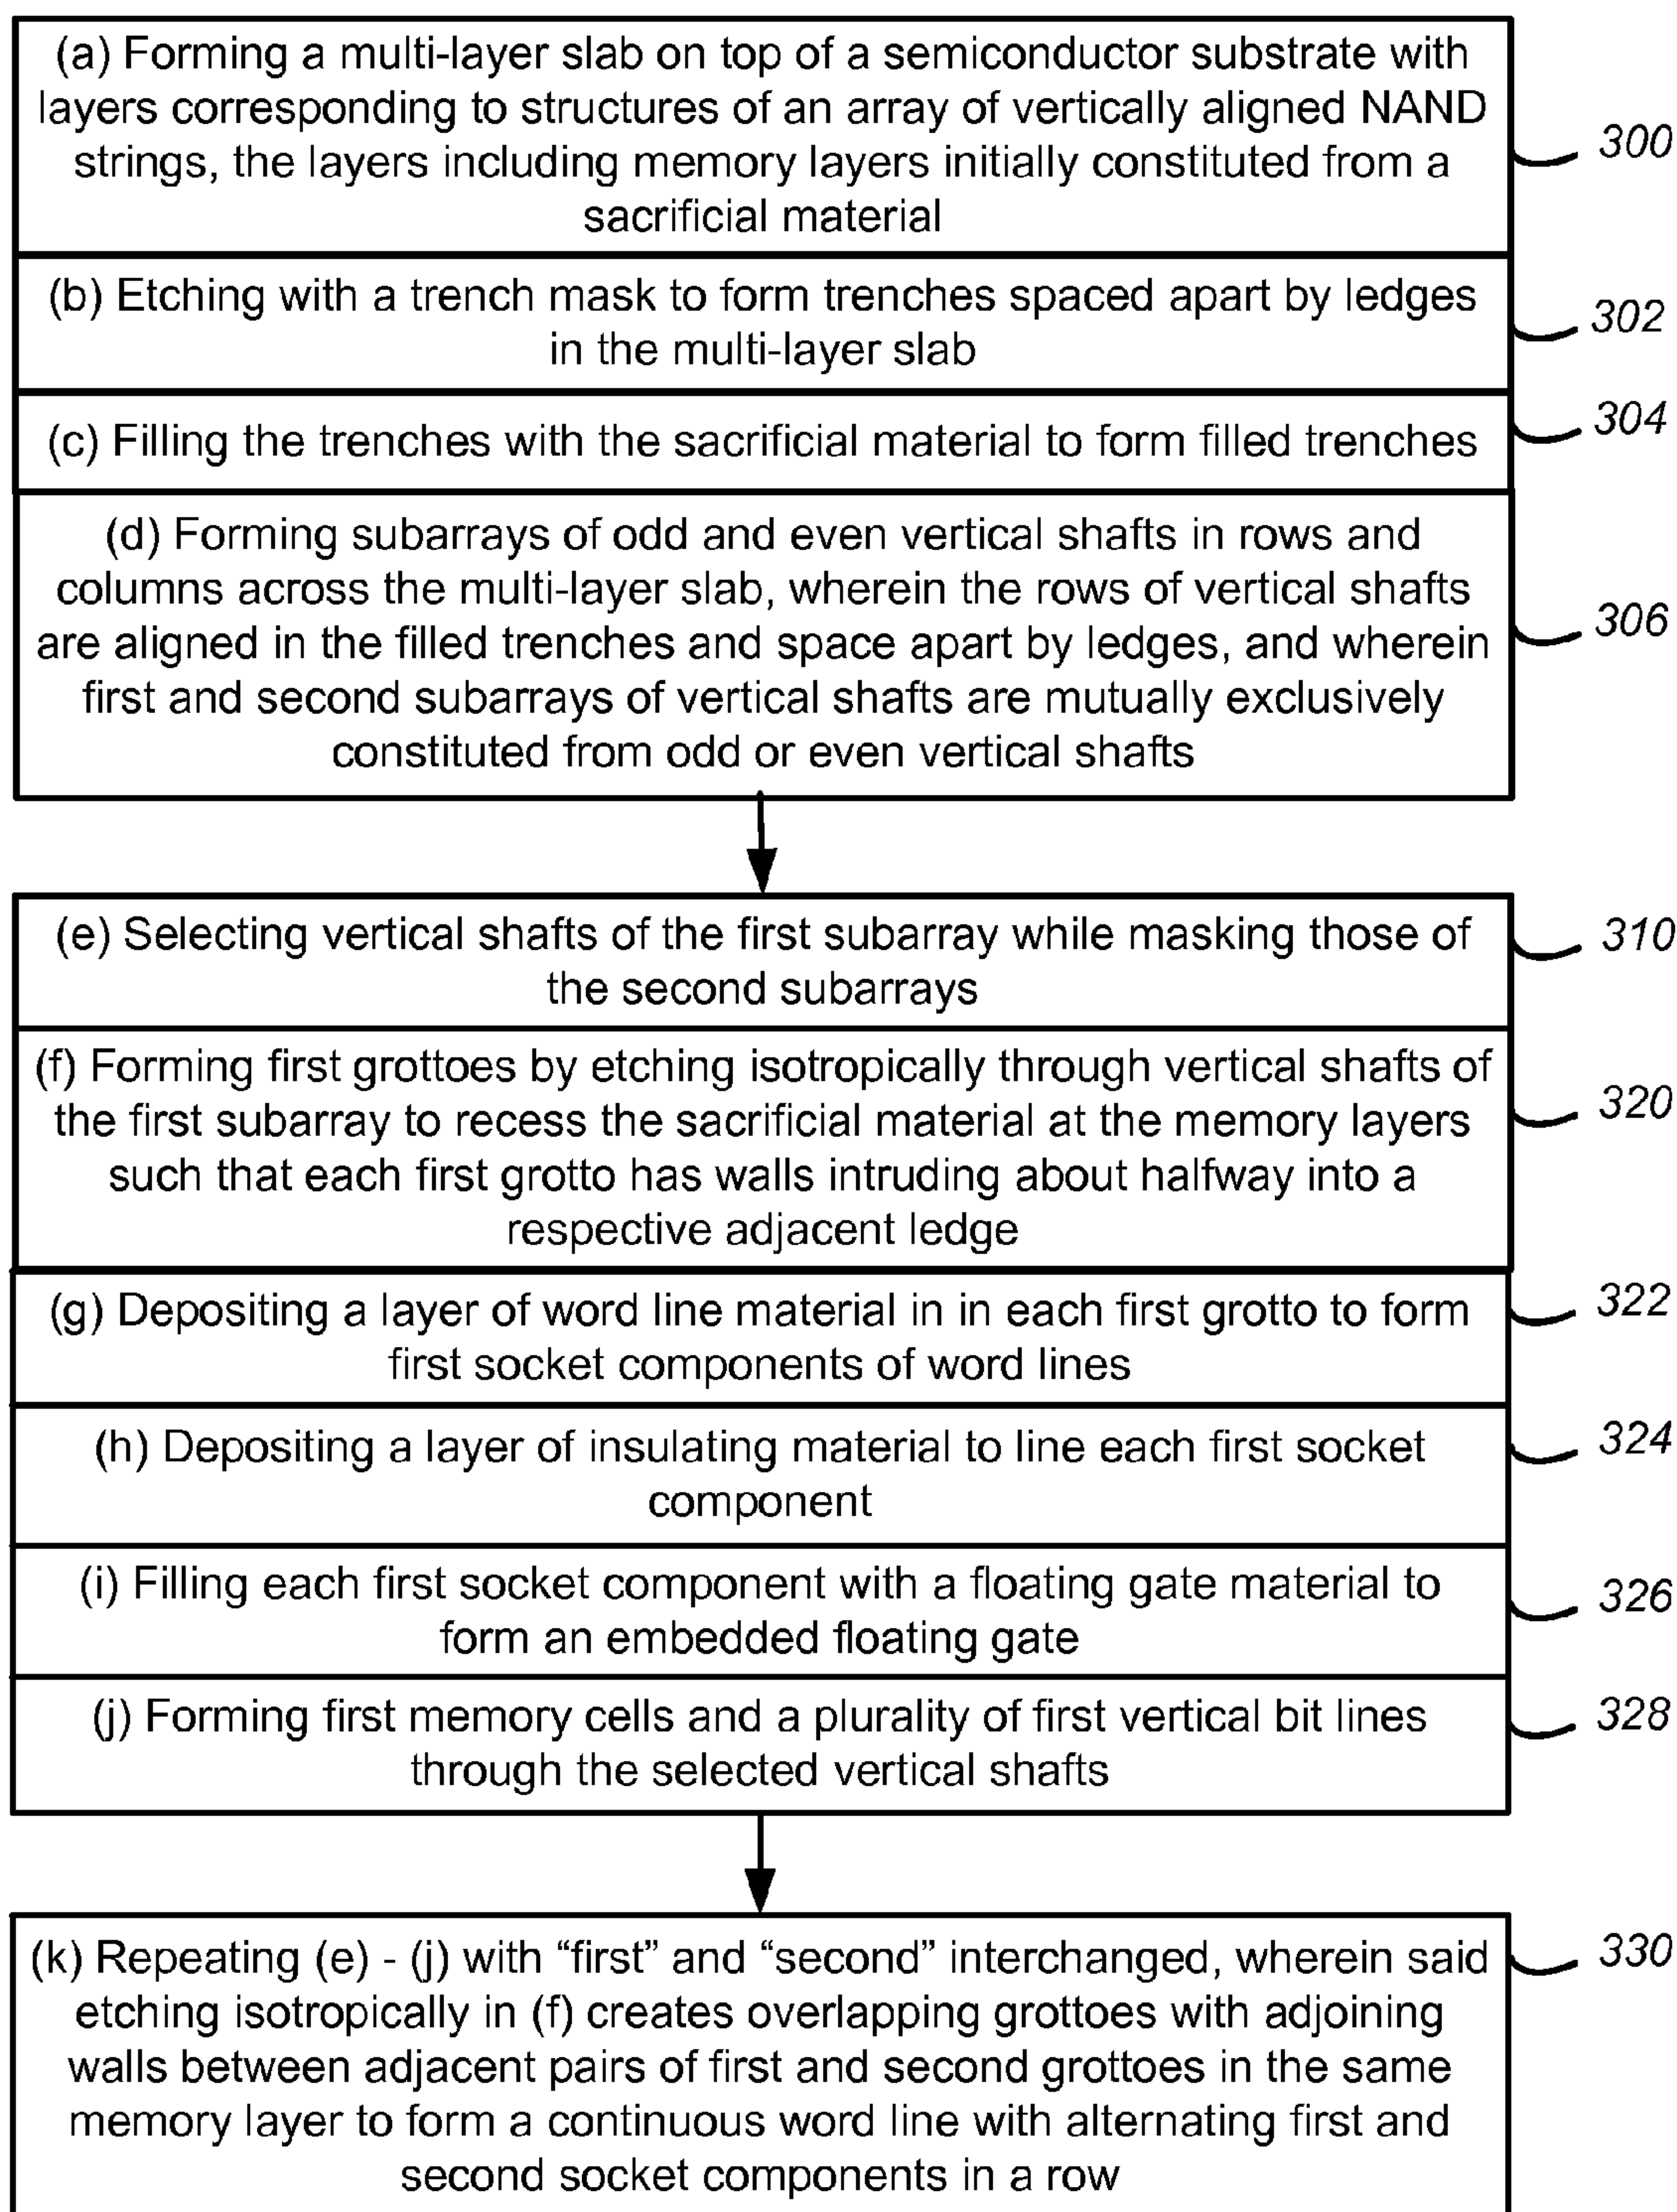 (a) Forming a multi-layer slab on top of a semiconductor substrate with
layers corresponding to structures of an array of vertically aligned NAND
strings, the layers including memory layers initially constituted from a
sacrificial material
300
(b) Etching with a trench mask to form trenches spaced apart by ledges
in the multi-layer slab
302
(c) Filling the trenches with the sacrificial material to form filled trenches
304
(d) Forming subarrays of odd and even vertical shafts in rows and
columns across the multi-layer slab, wherein the rows of vertical shafts
are aligned in the filled trenches and space apart by ledges, and wherein
first and second subarrays of vertical shafts are mutually exclusively
constituted from odd or even vertical shafts
306
(e) Selecting vertical shafts of the first subarray while masking those of
the second subarrays
310
(f) Forming first grottoes by etching isotropically through vertical shafts of
the first subarray to recess the sacrificial material at the memory layers
such that each first grotto has walls intruding about halfway into a
respective adjacent ledge
320
(g) Depositing a layer of word line material in in each first grotto to form
first socket components of word lines
322
(h) Depositing a layer of insulating material to line each first socket
component
324
(i) Filling each first socket component with a floating gate material to
form an embedded floating gate
326
(j) Forming first memory cells and a plurality of first vertical bit lines
through the selected vertical shafts
328
(k) Repeating (e) - (j) with “first” and “second” interchanged, wherein said
etching isotropically in (f) creates overlapping grottoes with adjoining
walls between adjacent pairs of first and second grottoes in the same
memory layer to form a continuous word line with alternating first and
second socket components in a row
330